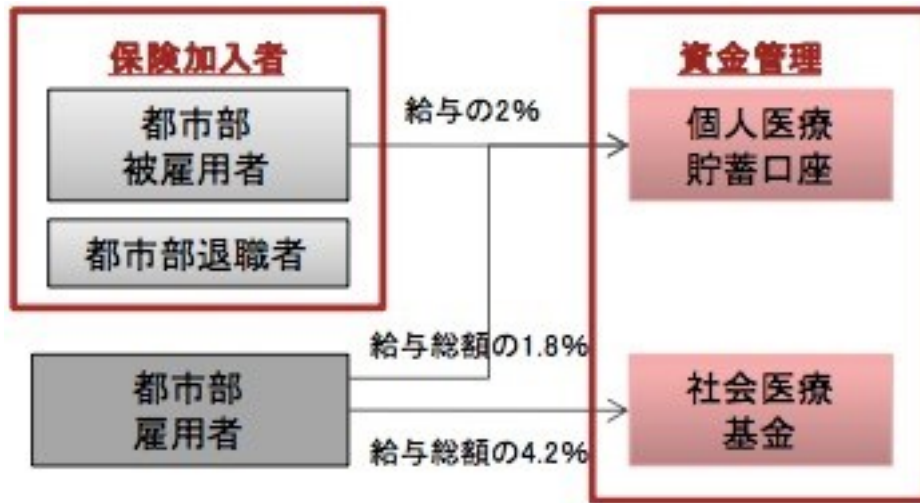 保険加入者
資金管理
都市部
被雇用者
給与の2%
個人医療
貯蓄口座
都市部退職者
給与総額の1.8%
都市部
雇用者
社会医療
基金
給与総額の4.2%